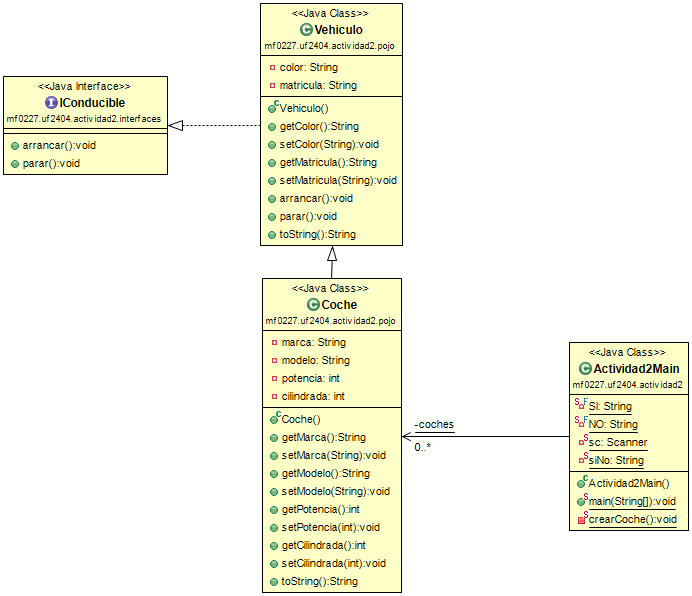 <<Java Class>>
Vehiculo
mf0227.uf2404.actividad2.pojo
color: String
matricula: String
Vehiculo()
getColor():String
setColor(String):void
getMatricula():String
setMatricula(String):void
arrancar():void
parar():void
toString():String
<<Java Interface>>
IConducible
mf0227.uf2404.actividad2.interfaces
arrancar():void
parar():void
<<Java Class>>
Coche
mf0227.uf2404.actividad2.pojo
marca: String
modelo: String
potencia: int
cilindrada: int
Coche()
getMarca():String
setMarca(String):void
getModelo():String
setModelo(String):void
getPotencia():int
setPotencia(int):void
getCilindrada():int
setCilindrada(int):void
toString():String
-coches
0..*
<<Java Class>>
Actividad2Main
mf0227.uf2404.actividad2
SI: String
NO: String
sc: Scanner
siNo: String
Actividad2Main()
main(String[]):void
crearCoche():void